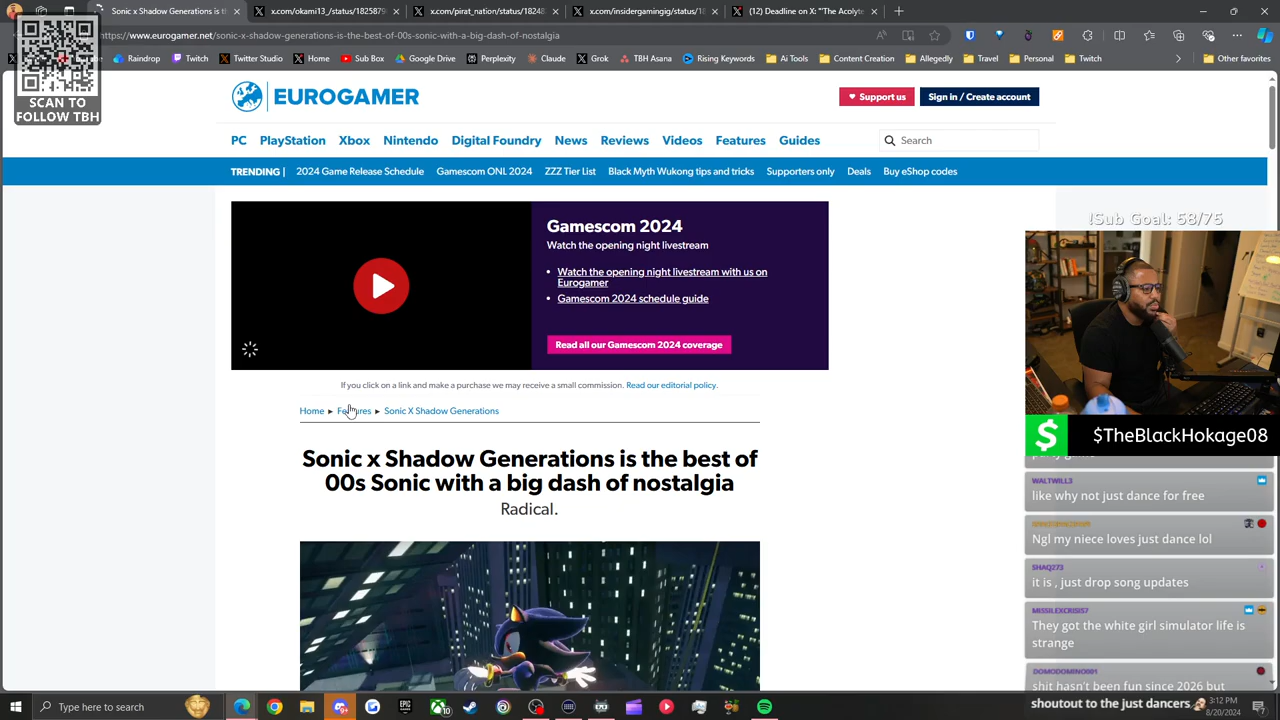 Sonic x Shadow Generations is t
x.com/okami13_/status/1825879
x.com/oural_nation/status/18248
x.com/insidergamingig/status/18
(12) Deadline on X: "The Acolyte
https://www.eurogamer.net/sonic-x-shadow-generations-is-the-best-of-00s-sonic-with-a-big-dash-of-nostalgia
Raindrop
Twitch
Twitter Studio
Home
Sub Box
Google Drive
Perplexity
Claude
Grok
TBH Asana
Rising Keywords
Ai Tools
Content Creation
Allegedly
Travel
Personal
Twitch
Other favorites
SCAN TO
FOLLOW TBH
EUROGAMER
Support us
Sign in / Create account
PC PlayStation Xbox Nintendo Digital Foundry News Reviews Videos Features Guides
Search
TRENDING | 2024 Game Release Schedule Gamescom ONL 2024 ZZZ Tier List Black Myth Wukong tips and tricks Supporters only Deals Buy eShop codes
Gamescom 2024
Watch the opening night livestream
• Watch the opening night livestream with us on
Eurogamer
• Gamescom 2024 schedule guide
Read all our Gamescom 2024 coverage
If you click on a link and make a purchase we may receive a small commission. Read our editorial policy.
Home ▸ Features ▸ Sonic X Shadow Generations
Sonic x Shadow Generations is the best of
00s Sonic with a big dash of nostalgia
Radical.
!Sub Goal: 58/75
$TheBlackHokage08
WALTWILL3
like why not just dance for free
Ngl my niece loves just dance lol
SHAQ273
it is , just drop song updates
MISSILEXCRISIS7
They got the white girl simulator life is
strange
DOMODOMINO001
shit hasn't been fun since 2026 but
shoutout to the just dancers
Type here to search
3:12 PM
8/20/2024